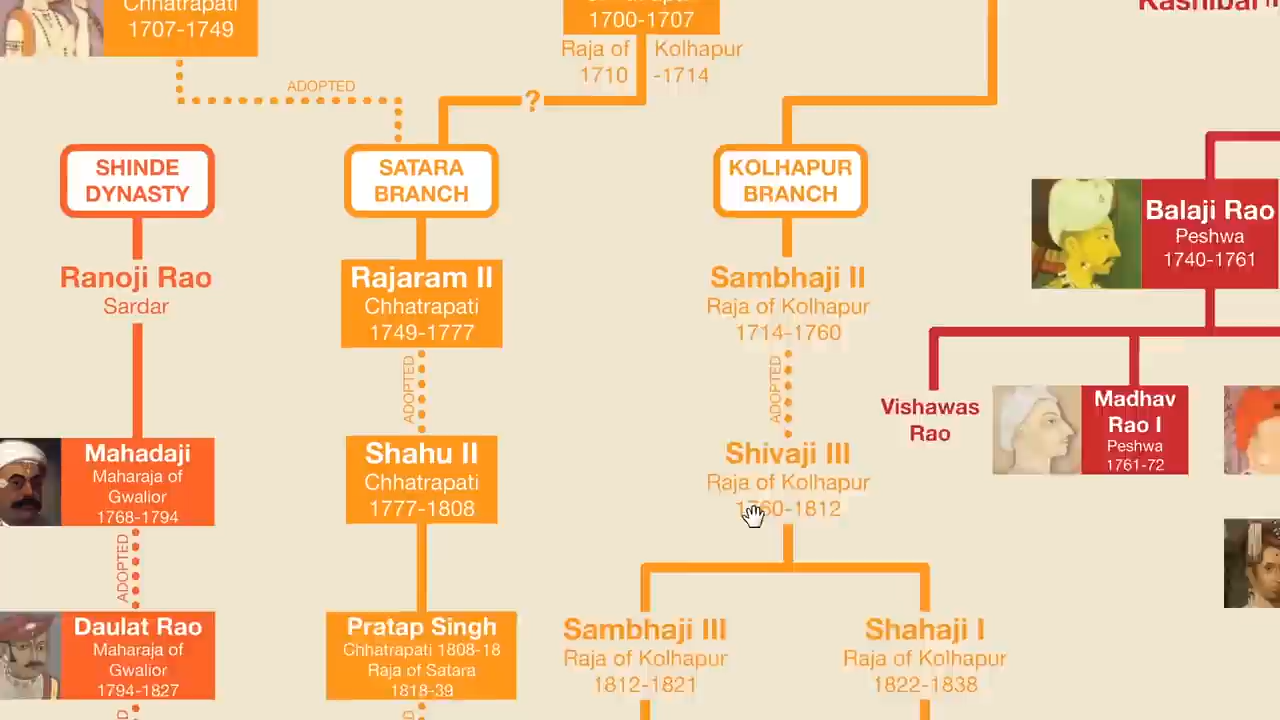 Chhatrapati
1707-1749
1700-1707
Raja of Kolhapur
1710 -1714
ADOPTED
?
SHINDE
DYNASTY
SATARA
BRANCH
KOLHAPUR
BRANCH
Balaji Rao
Peshwa
1740-1761
Ranoji Rao
Sardar
Rajaram II
Chhatrapati
1749-1777
Sambhaji II
Raja of Kolhapur
1714-1760
ADOPTED
ADOPTED
Vishawas
Rao
Madhav
Rao I
Peshwa
1761-72
Mahadaji
Maharaja of
Gwalior
1768-1794
Shahu II
Chhatrapati
1777-1808
Shivaji III
Raja of Kolhapur
1760-1812
ADOPTED
Daulat Rao
Maharaja of
Gwalior
1794-1827
Pratap Singh
Chhatrapati 1808-18
Raja of Satara
1818-39
Sambhaji III
Raja of Kolhapur
1812-1821
Shahaji I
Raja of Kolhapur
1822-1838